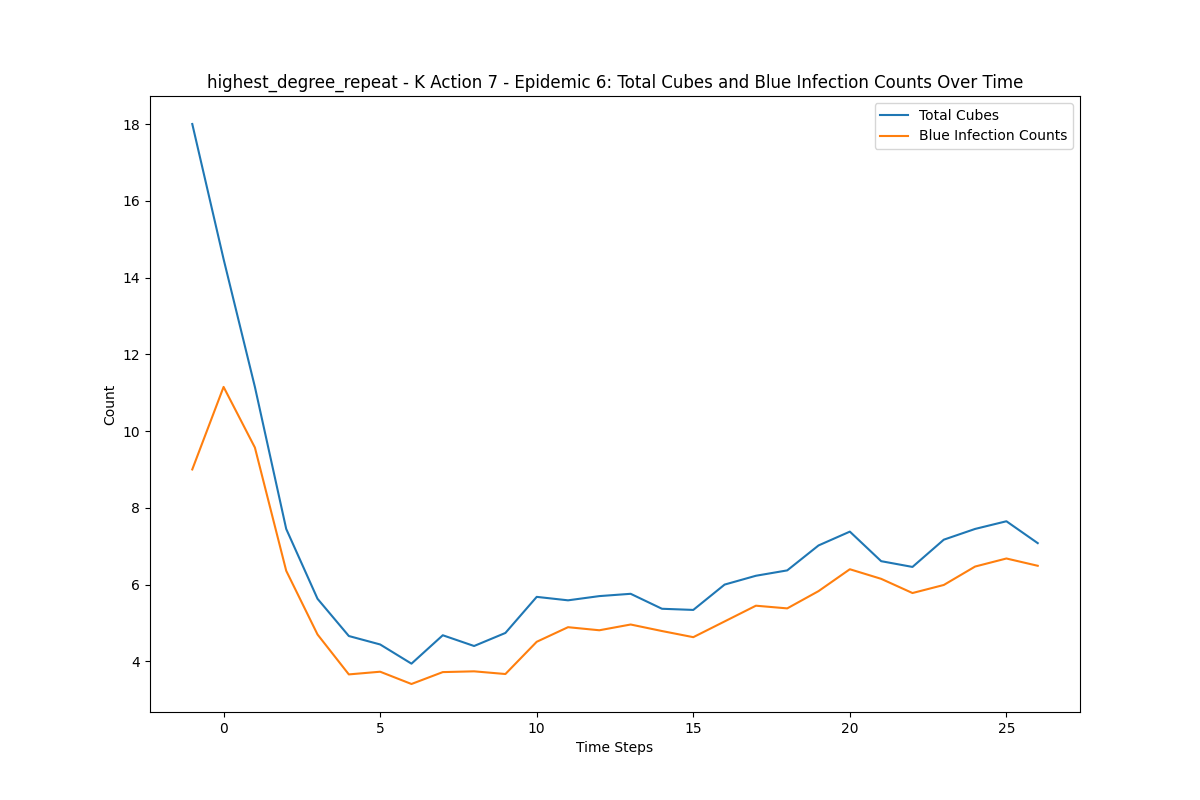 highest_degree_repeat - K Action 7 - Epidemic 6: Total Cubes and Blue Infection Counts Over Time
Total Cubes
Blue Infection Counts
18
16
14
12
10
8
6
4
Count
0
5
10
15
20
25
Time Steps